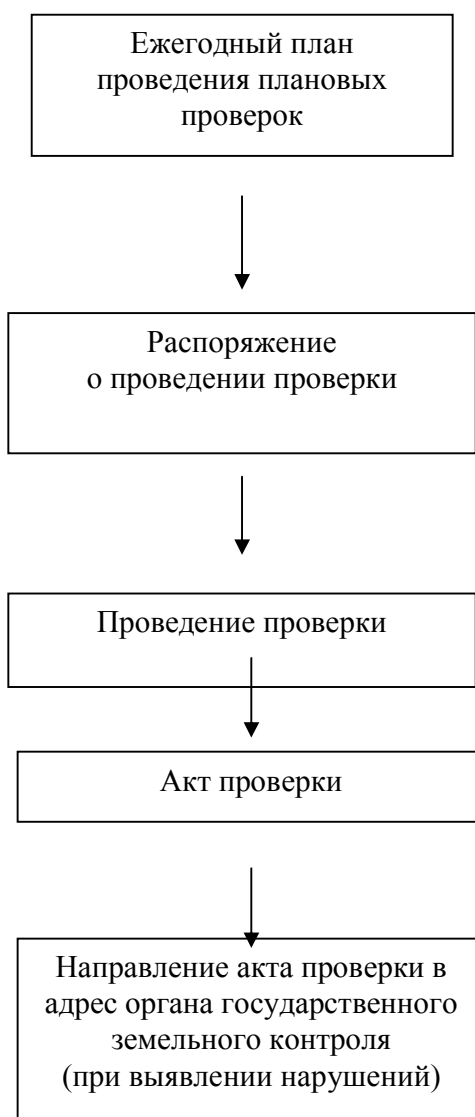 Ежегодный план
проведения плановых
проверок
Распоряжение
о проведении проверки
Проведение проверки
Акт проверки
Направление акта проверки в
адрес органа государственного
земельного контроля
(при выявлении нарушений)